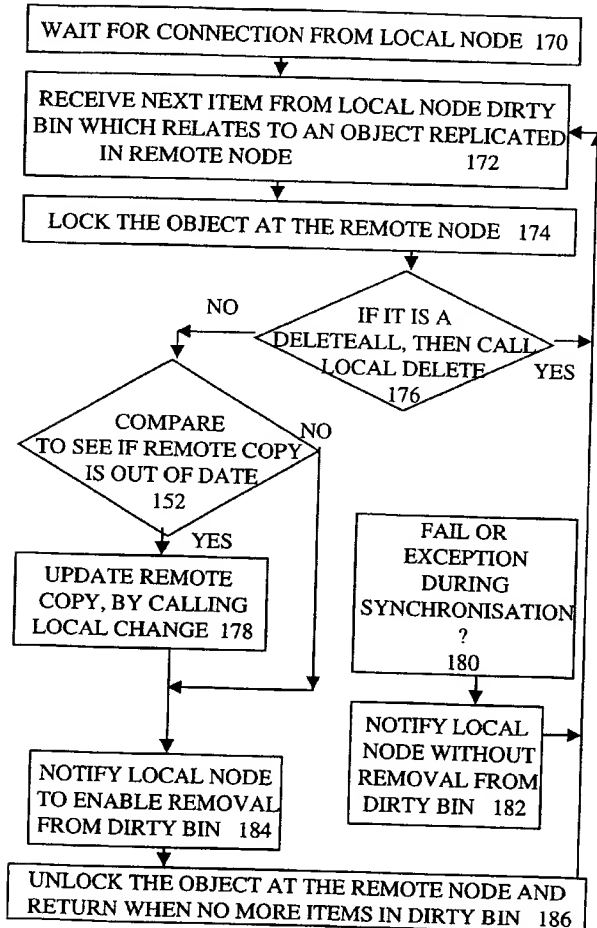 WAIT FOR CONNECTION FROM LOCAL NODE 170
RECEIVE NEXT ITEM FROM LOCAL NODE DIRTY
BIN WHICH RELATES TO AN OBJECT REPLICATED
IN REMOTE NODE 172
LOCK THE OBJECT AT THE REMOTE NODE 174
NO
IF IT IS A
DELETEALL, THEN CALL
LOCAL DELETE
176
YES
COMPARE
TO SEE IF REMOTE COPY
IS OUT OF DATE
152
NO
YES
UPDATE REMOTE
COPY, BY CALLING
LOCAL CHANGE 178
FAIL OR
EXCEPTION
DURING
SYNCHRONISATION
?
180
NOTIFY LOCAL
NODE WITHOUT
REMOVAL FROM
DIRTY BIN 182
NOTIFY LOCAL NODE
TO ENABLE REMOVAL
FROM DIRTY BIN 184
UNLOCK THE OBJECT AT THE REMOTE NODE AND
RETURN WHEN NO MORE ITEMS IN DIRTY BIN 186